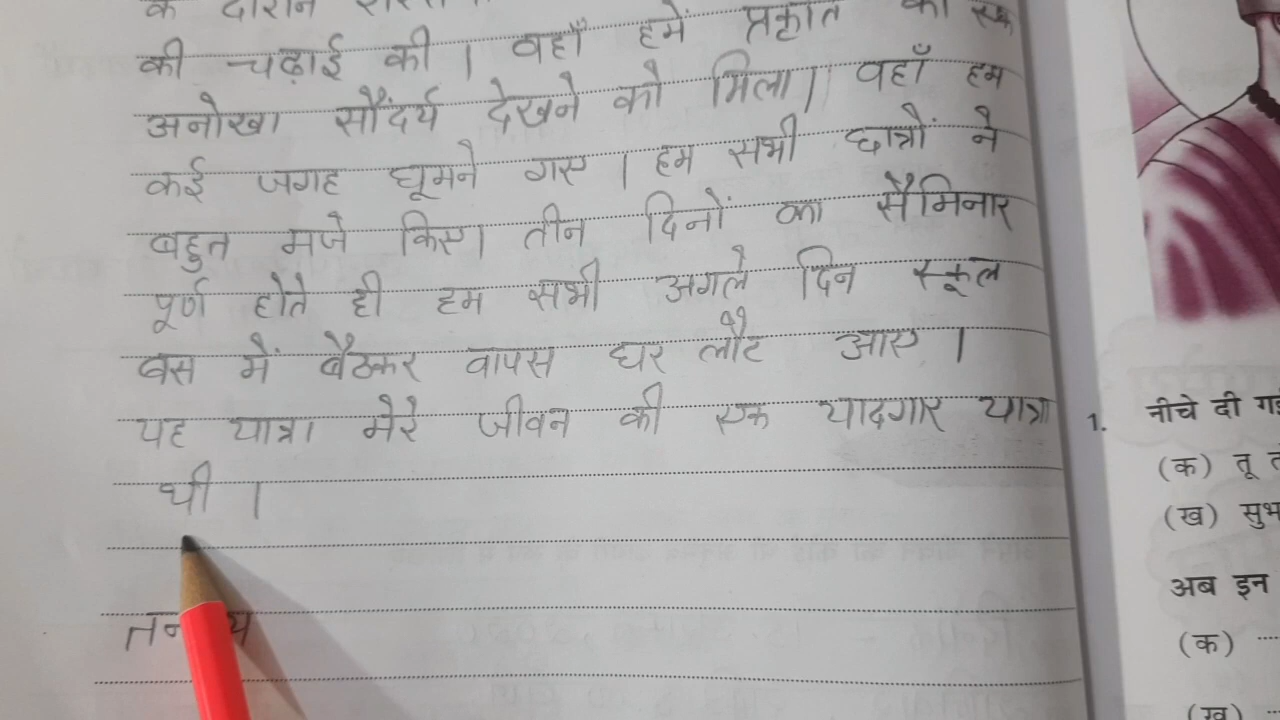 के दौरान
की चढ़ाई की । वहाँ हमें प्रकृति का एक
अनोखा सौंदर्य देखने को मिला। वहाँ हम
कई जगह घूमने गए । हम सभी छात्रों ने
बहुत मजे किए। तीन दिनों का सैमिनार
पूर्ण होते ही हम सभी अगले दिन स्कूल
बस में बैठकर वापस घर लौट आए ।
यह यात्रा मेरे जीवन की एक यादगार यात्रा
थी ।
1. नीचे दी
(क) तू
(ख)
अब इन
(क) ....
(ख)